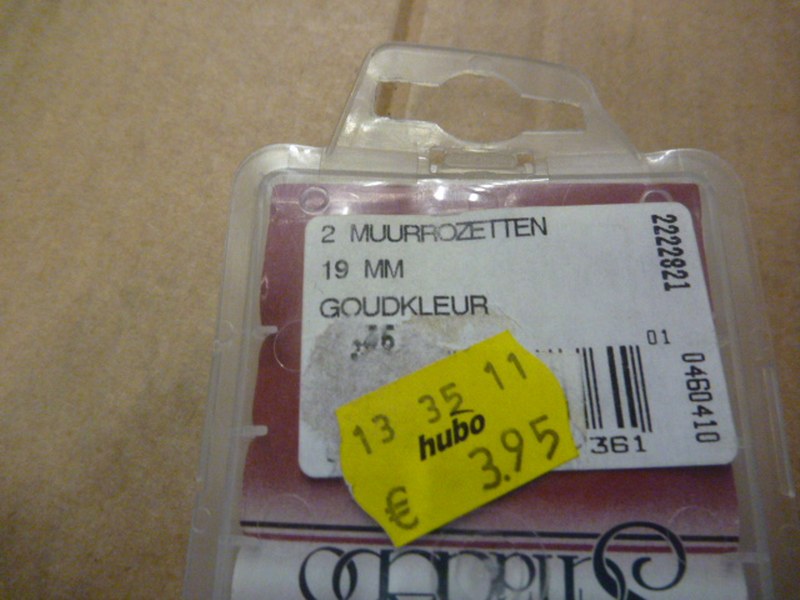 2 MUURROZETTEN
19 MM
GOUDKLEUR
2222821
01
0460410
361
13 35 11
hubo
€ 3.95